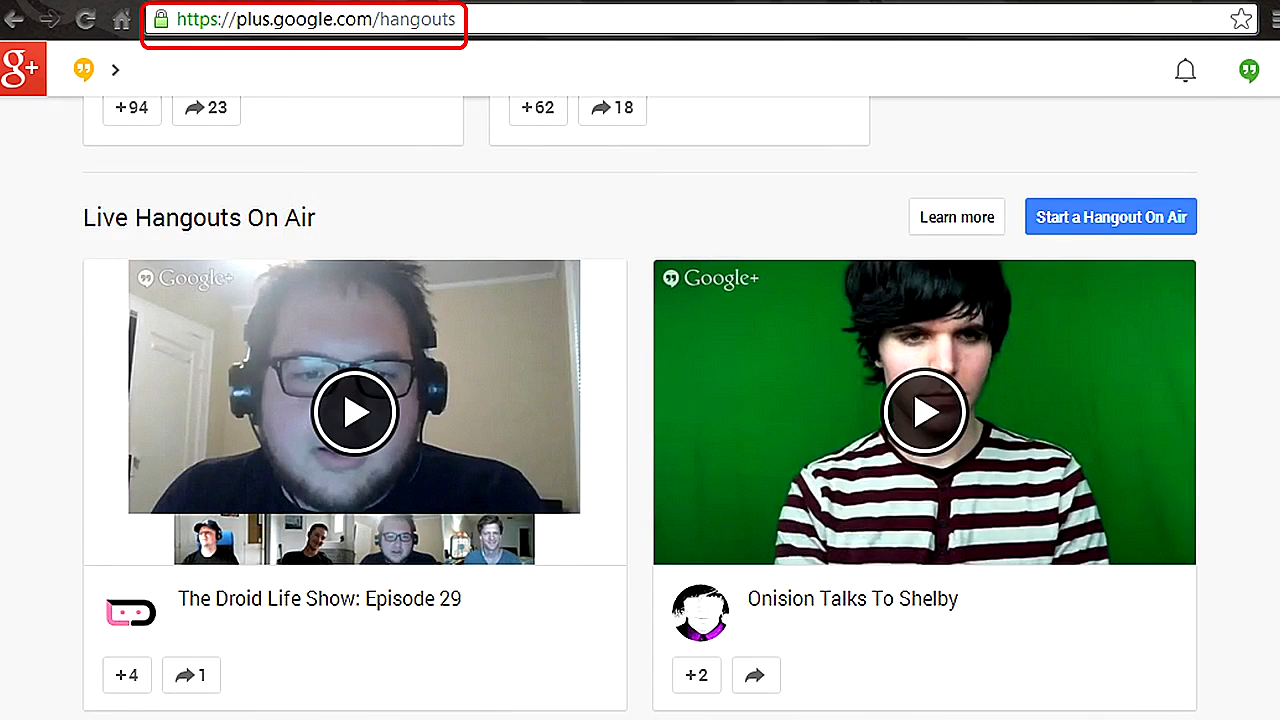 https://plus.google.com/hangouts
g+
+94
23
+62
18
Live Hangouts On Air
Learn more
Start a Hangout On Air
Google+
Google+
The Droid Life Show: Episode 29
Onision Talks To Shelby
+4
1
+2